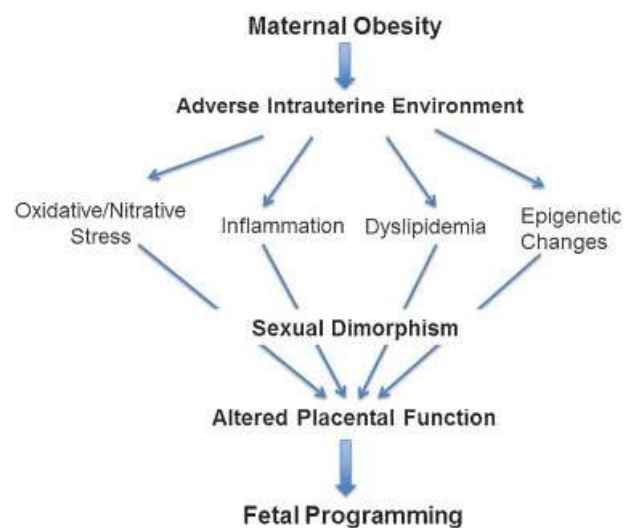 Maternal Obesity
Adverse Intrauterine Environment
Oxidative/Nitrative
Stress
Inflammation
Dyslipidemia
Epigenetic
Changes
Sexual Dimorphism
Altered Placental Function
Fetal Programming